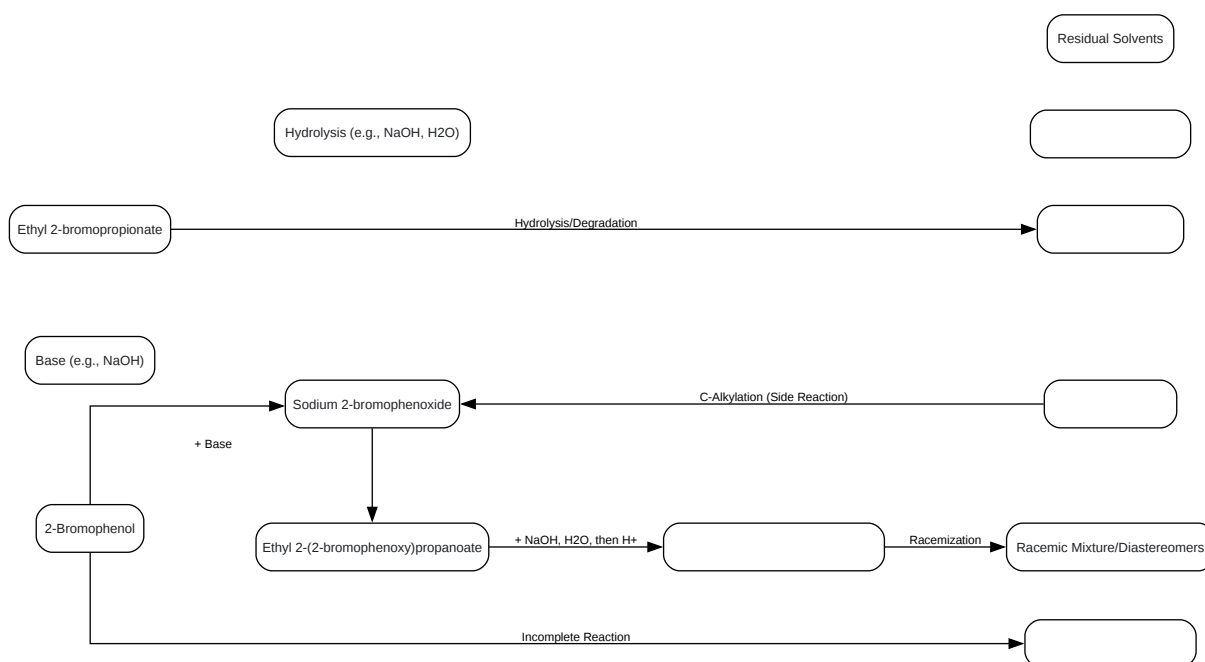 Residual Solvents
Hydrolysis (e.g., NaOH, H2O)
Ethyl 2-bromopropionate
Hydrolysis/Degradation
Base (e.g., NaOH)
Sodium 2-bromophenoxide
C-Alkylation (Side Reaction)
+ Base
2-Bromophenol
Ethyl 2-(2-bromophenoxy)propanoate
+ NaOH, H2O, then H+
Racemization
Racemic Mixture/Diastereomers
Incomplete Reaction